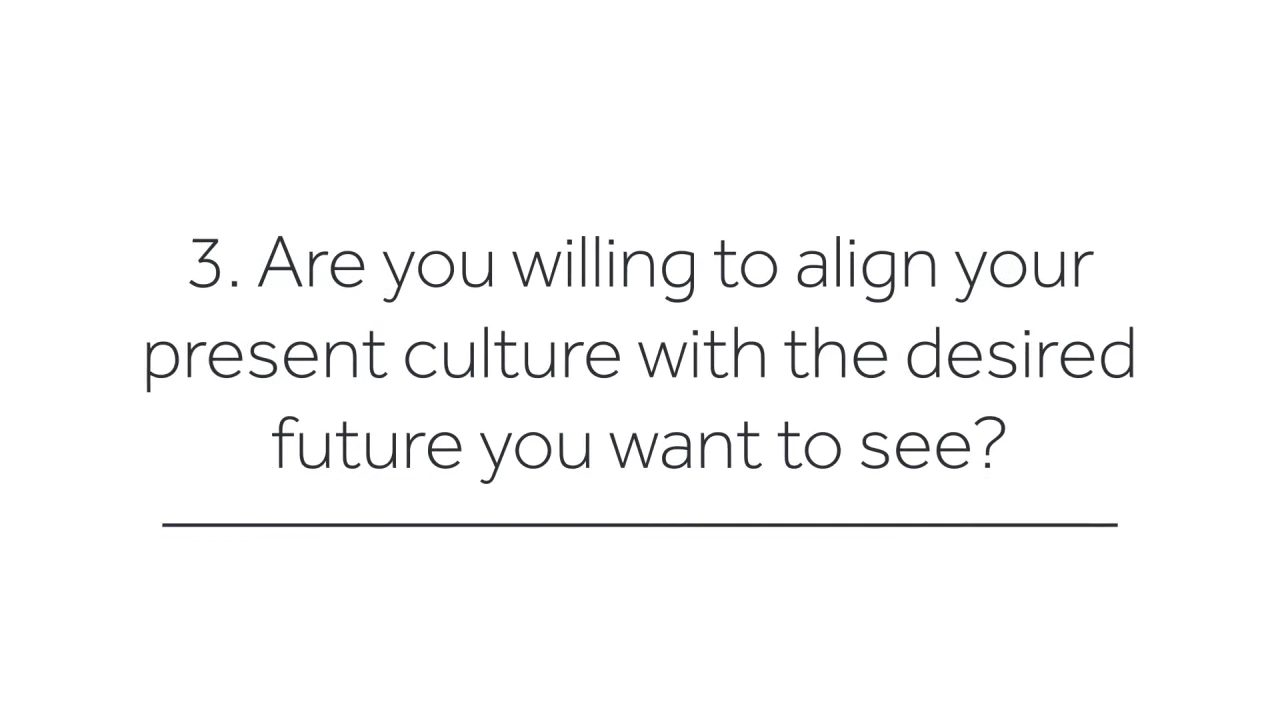 3. Are you willing to align your
present culture with the desired
future you want to see?